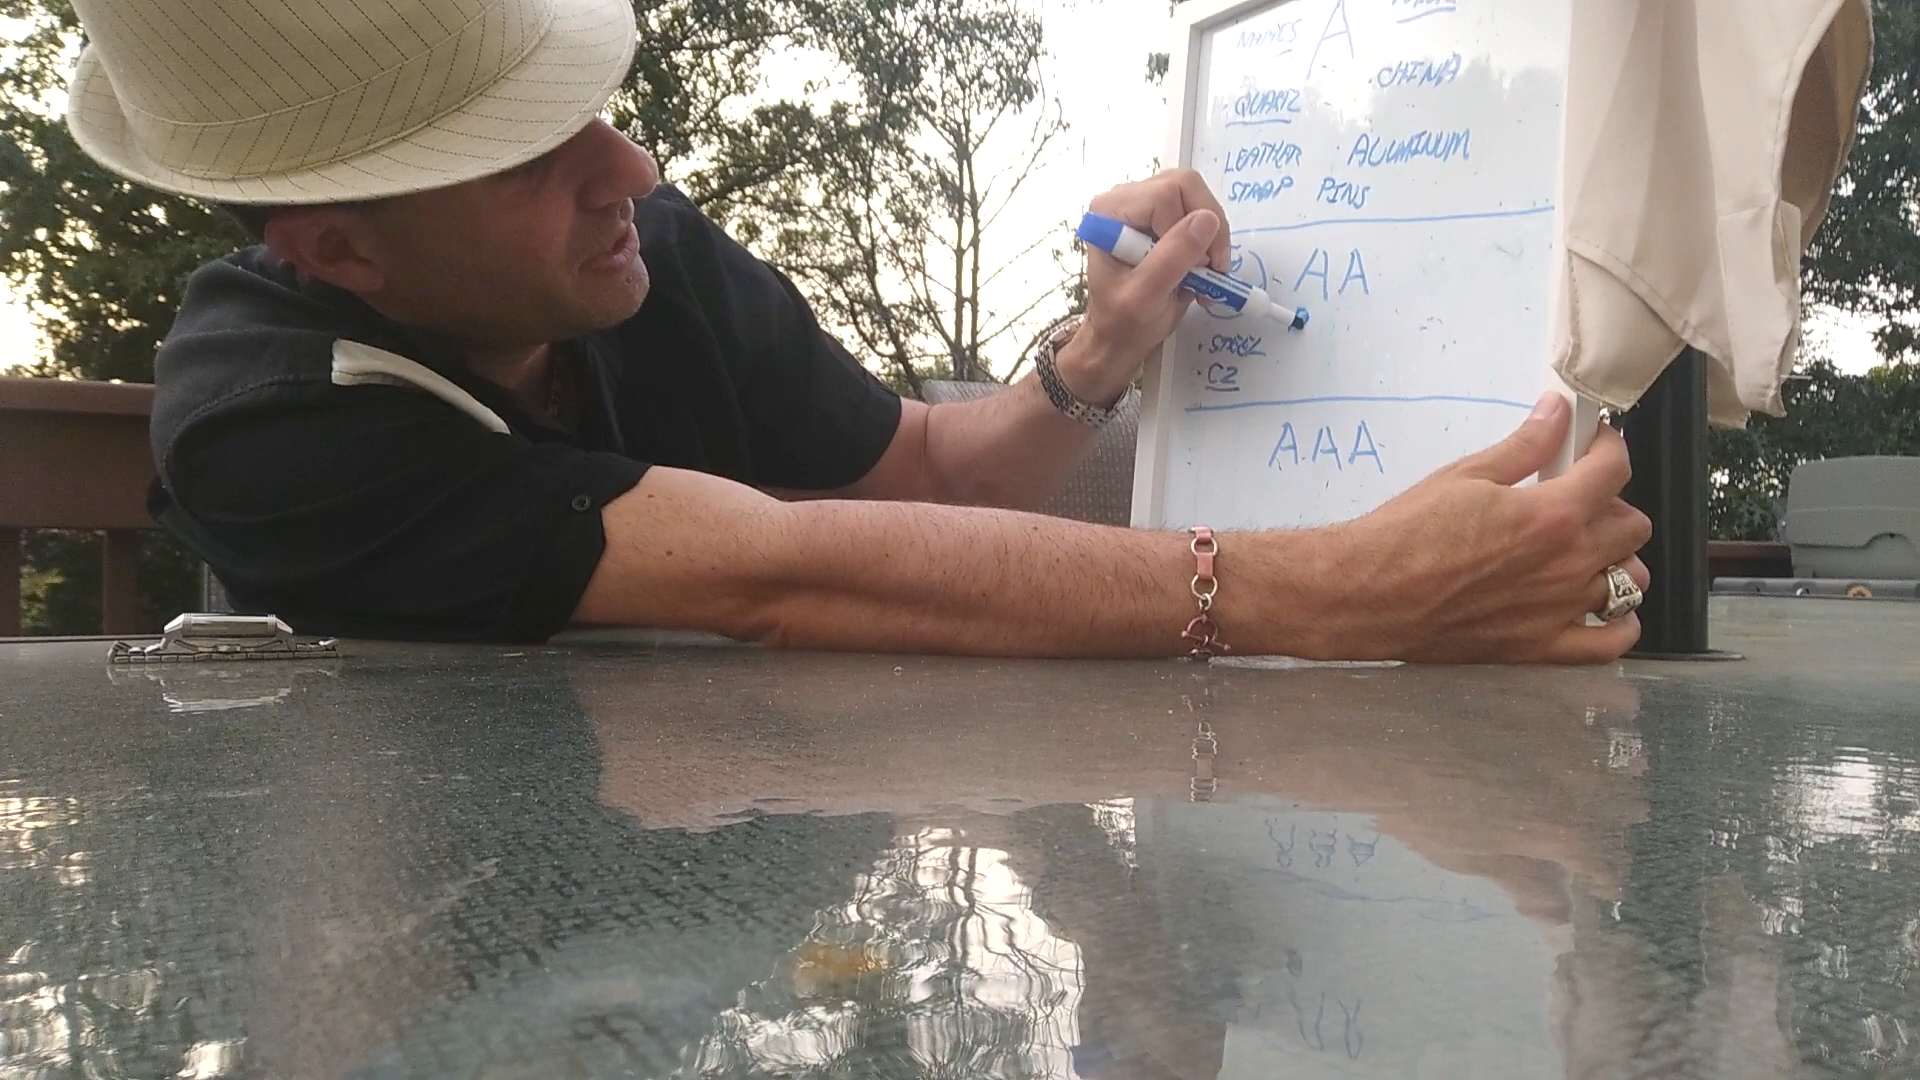 NAMES A
· CHINA
· QUARTZ
· LEATHER · ALUMINUM
STRAP PINS
AA
· STEEL
· CZ
AAA